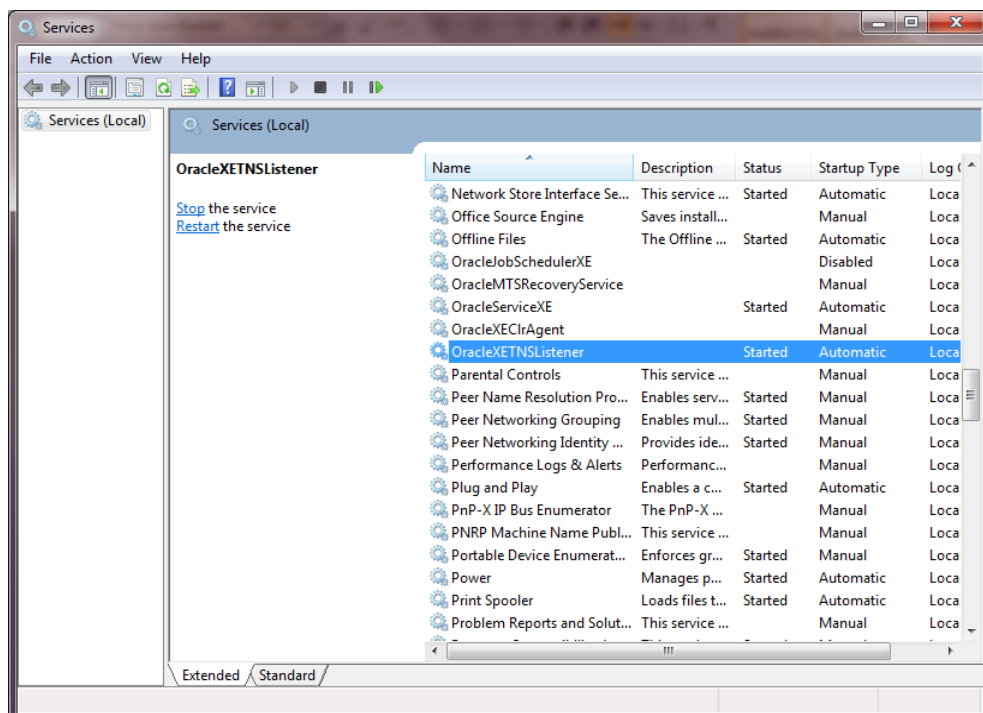 Services
File Action View Help
Services (Local)
Services (Local)
OracleXETNSListener
Stop the service
Restart the service
Name Description Status Startup Type Log
Network Store Interface Se... This service ... Started Automatic Loca
Office Source Engine Saves install... Manual Loca
Offline Files The Offline ... Started Automatic Loca
OracleJobSchedulerXE Disabled Loca
OracleMTSRecoveryService Manual Loca
OracleServiceXE Started Automatic Loca
OracleXEClrAgent Manual Loca
OracleXETNSListener Started Automatic Loca
Parental Controls This service ... Manual Loca
Peer Name Resolution Pro... Enables serv... Started Manual Loca
Peer Networking Grouping Enables mul... Started Manual Loca
Peer Networking Identity ... Provides ide... Started Manual Loca
Performance Logs & Alerts Performanc... Manual Loca
Plug and Play Enables a c... Started Automatic Loca
PnP-X IP Bus Enumerator The PnP-X ... Manual Loca
PNRP Machine Name Publ... This service ... Manual Loca
Portable Device Enumerat... Enforces gr... Started Manual Loca
Power Manages p... Started Automatic Loca
Print Spooler Loads files t... Started Automatic Loca
Problem Reports and Solut... This service ... Manual Loca
Extended Standard